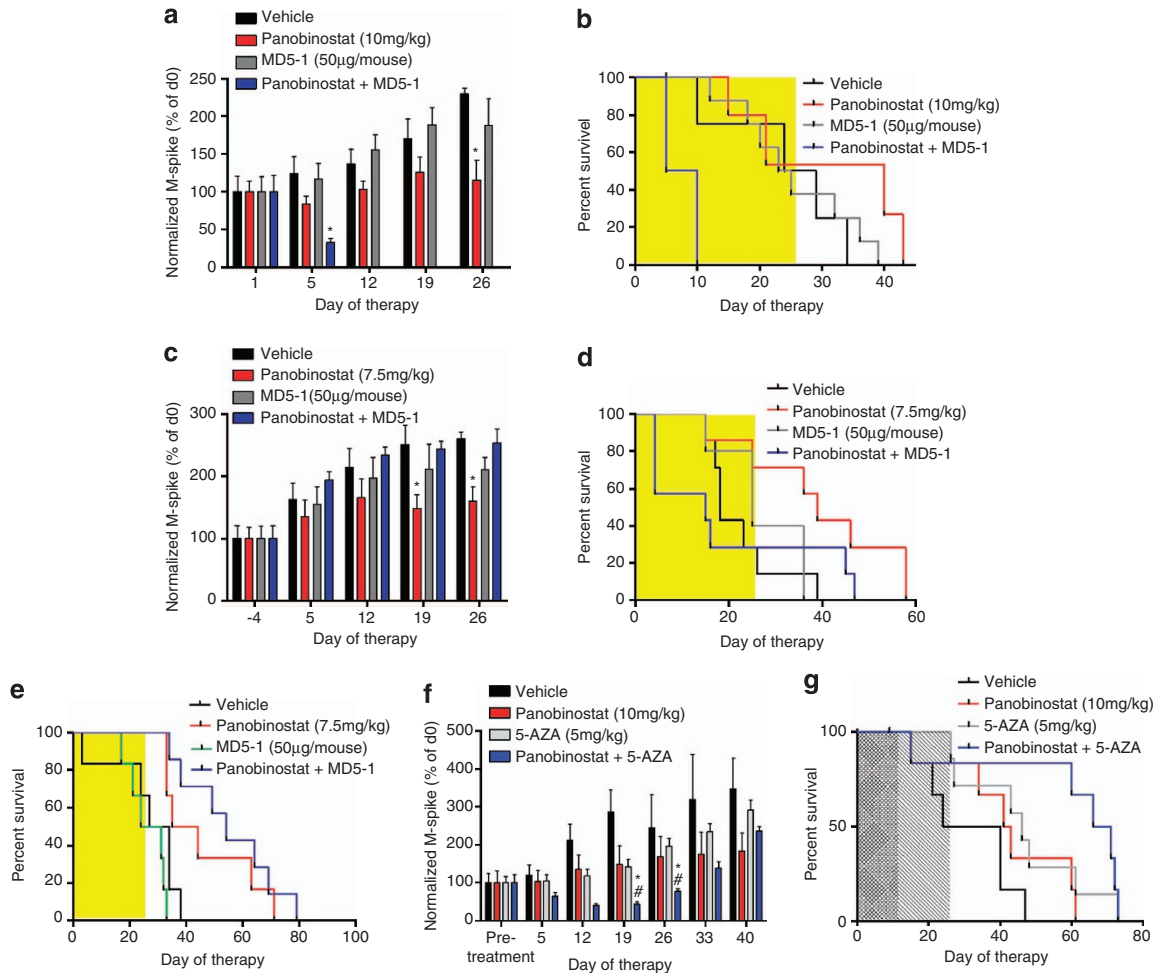 a
Vehicle
Panobinostat (10mg/kg)
MD5-1 (50µg/mouse)
Panobinostat + MD5-1
Normalized M-spike (% of d0)
250
200
150
100
50
0
*
*
1 5 12 19 26
Day of therapy
b
Vehicle
Panobinostat (10mg/kg)
MD5-1 (50µg/mouse)
Panobinostat + MD5-1
Percent survival
100
80
60
40
20
0
0 10 20 30 40
Day of therapy
c
Vehicle
Panobinostat (7.5mg/kg)
MD5-1(50µg/mouse)
Panobinostat + MD5-1
Normalized M-spike (% of d0)
300
200
100
0
*
*
-4 5 12 19 26
Day of therapy
d
Vehicle
Panobinostat (7.5mg/kg)
MD5-1 (50µg/mouse)
Panobinostat + MD5-1
Percent survival
100
80
60
40
20
0
0 20 40 60
Day of therapy
e
Vehicle
Panobinostat (7.5mg/kg)
MD5-1 (50µg/mouse)
Panobinostat + MD5-1
Percent survival
100
80
60
40
20
0
0 20 40 60 80 100
Day of therapy
f
Vehicle
Panobinostat (10mg/kg)
5-AZA (5mg/kg)
Panobinostat + 5-AZA
Normalized M-spike (% of d0)
500
400
300
200
100
0
*
#
*
#
Pre-
treatment
5 12 19 26 33 40
Day of therapy
g
Vehicle
Panobinostat (10mg/kg)
5-AZA (5mg/kg)
Panobinostat + 5-AZA
Percent survival
100
50
0
0 20 40 60 80
Day of therapy